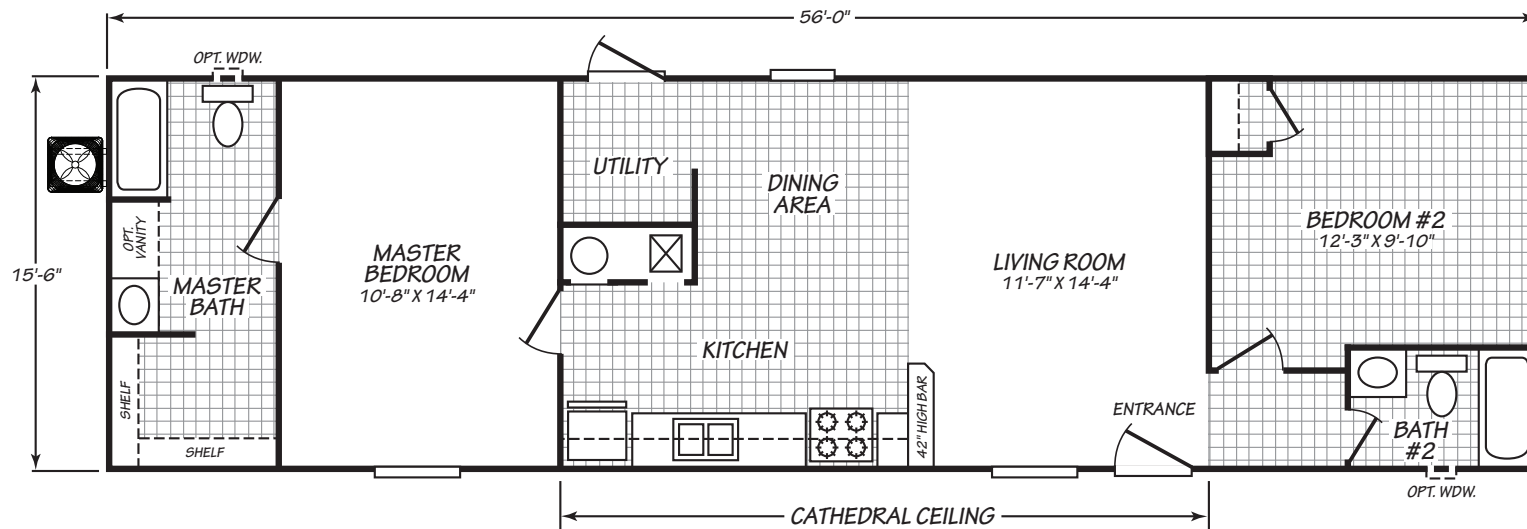 56'-0"
OPT. WDW.
15'-6"
UTILITY
DINING
AREA
OPT.
VANITY
MASTER
BATH
MASTER
BEDROOM
10'-8" X 14'-4"
LIVING ROOM
11'-7" X 14'-4"
BEDROOM #2
12'-3" X 9'-10"
KITCHEN
SHELF
SHELF
42" HIGH BAR
ENTRANCE
BATH
#2
OPT. WDW.
CATHEDRAL CEILING